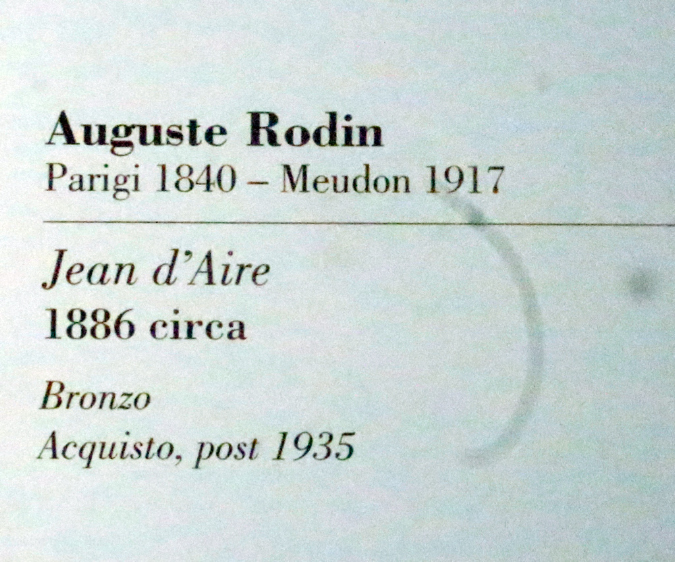 Auguste Rodin
Parigi 1840 – Meudon 1917
Jean d'Aire
1886 circa
Bronzo
Acquisto, post 1935